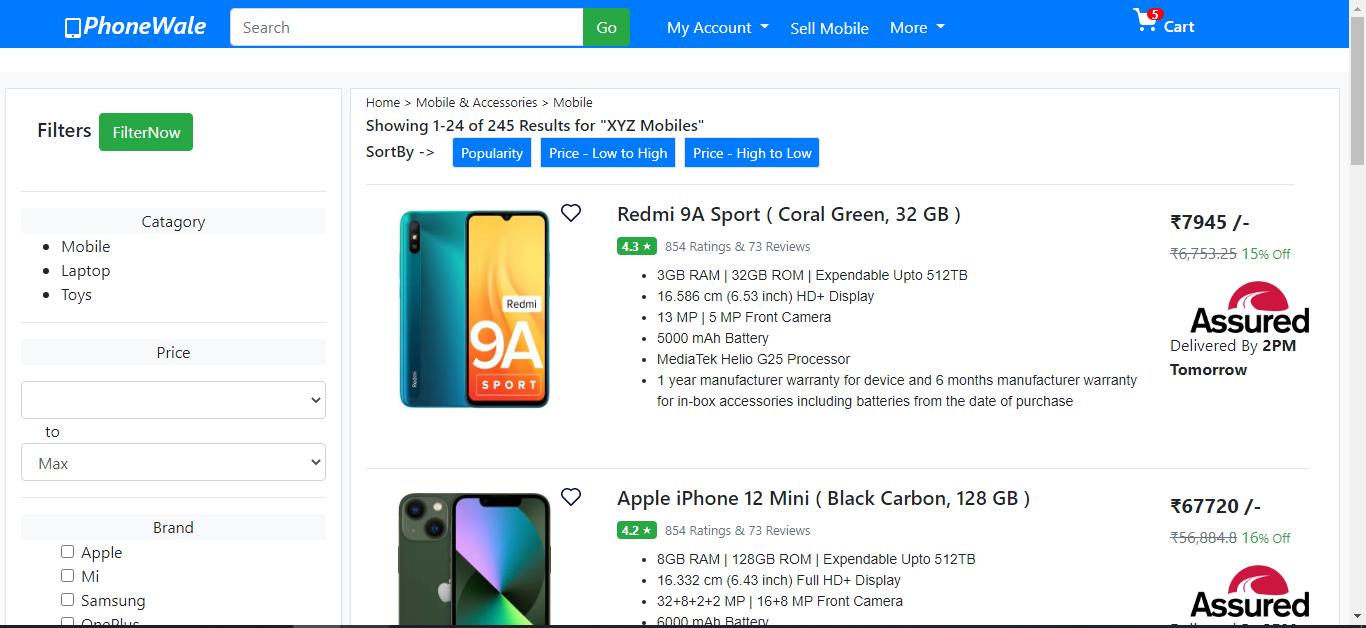 PhoneWale
Search
Go
My Account
Sell Mobile
More
5
Cart
Filters
FilterNow
Catagory
Mobile
Laptop
Toys
Price
to
Max
Brand
Apple
Mi
Samsung
OnePlus
Home > Mobile & Accessories > Mobile
Showing 1-24 of 245 Results for "XYZ Mobiles"
SortBy ->
Popularity
Price - Low to High
Price - High to Low
Redmi
Redmi
9A
SPORT
Redmi 9A Sport ( Coral Green, 32 GB )
4.3 ★
854 Ratings & 73 Reviews
3GB RAM | 32GB ROM | Expendable Upto 512TB
16.586 cm (6.53 inch) HD+ Display
13 MP | 5 MP Front Camera
5000 mAh Battery
MediaTek Helio G25 Processor
1 year manufacturer warranty for device and 6 months manufacturer warranty
for in-box accessories including batteries from the date of purchase
₹7945 /-
₹6,753.25 15% Off
Assured
Delivered By 2PM
Tomorrow
Apple iPhone 12 Mini ( Black Carbon, 128 GB )
4.2 ★
854 Ratings & 73 Reviews
8GB RAM | 128GB ROM | Expendable Upto 512TB
16.332 cm (6.43 inch) Full HD+ Display
32+8+2+2 MP | 16+8 MP Front Camera
6000 mAh Battery
₹67720 /-
₹56,884.8 16% Off
Assured